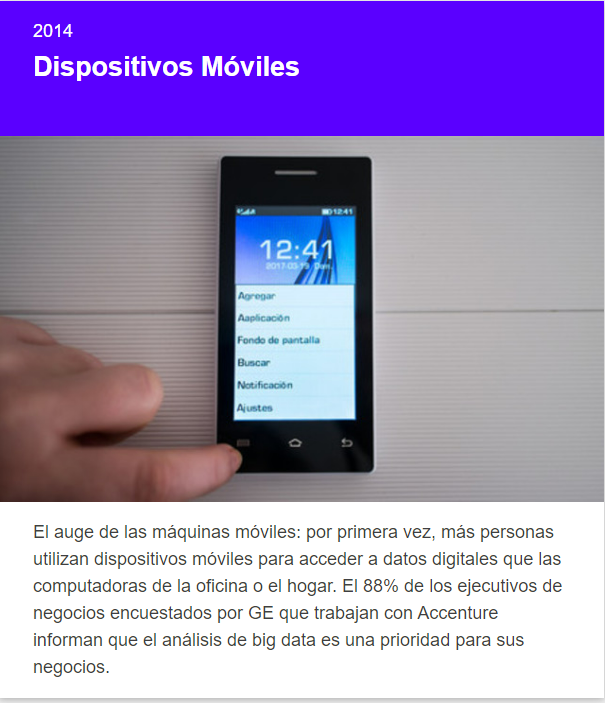 2014
Dispositivos Móviles
12:41
12:41
2017-03-19 Dom.
Agregar
Aaplicación
Fondo de pantalla
Buscar
Notificación
Ajustes
El auge de las máquinas móviles: por primera vez, más personas
utilizan dispositivos móviles para acceder a datos digitales que las
computadoras de la oficina o el hogar. El 88% de los ejecutivos de
negocios encuestados por GE que trabajan con Accenture
informan que el análisis de big data es una prioridad para sus
negocios.